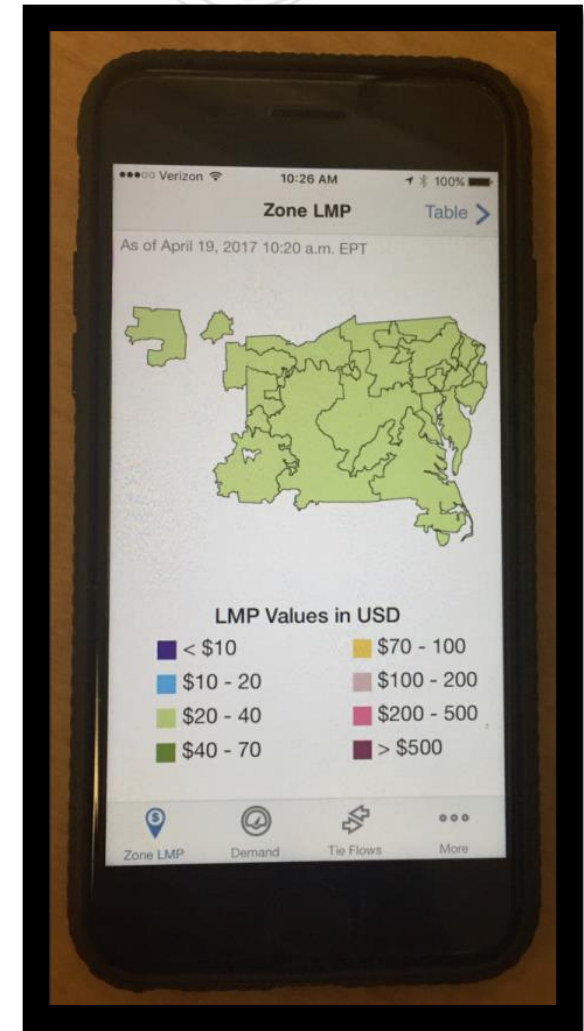 ●●●○○ Verizon 10:26 AM 100%
Zone LMP Table >
As of April 19, 2017 10:20 a.m. EPT
LMP Values in USD
< $10 $70 - 100
$10 - 20 $100 - 200
$20 - 40 $200 - 500
$40 - 70 > $500
$
Zone LMP Demand Tie Flows More